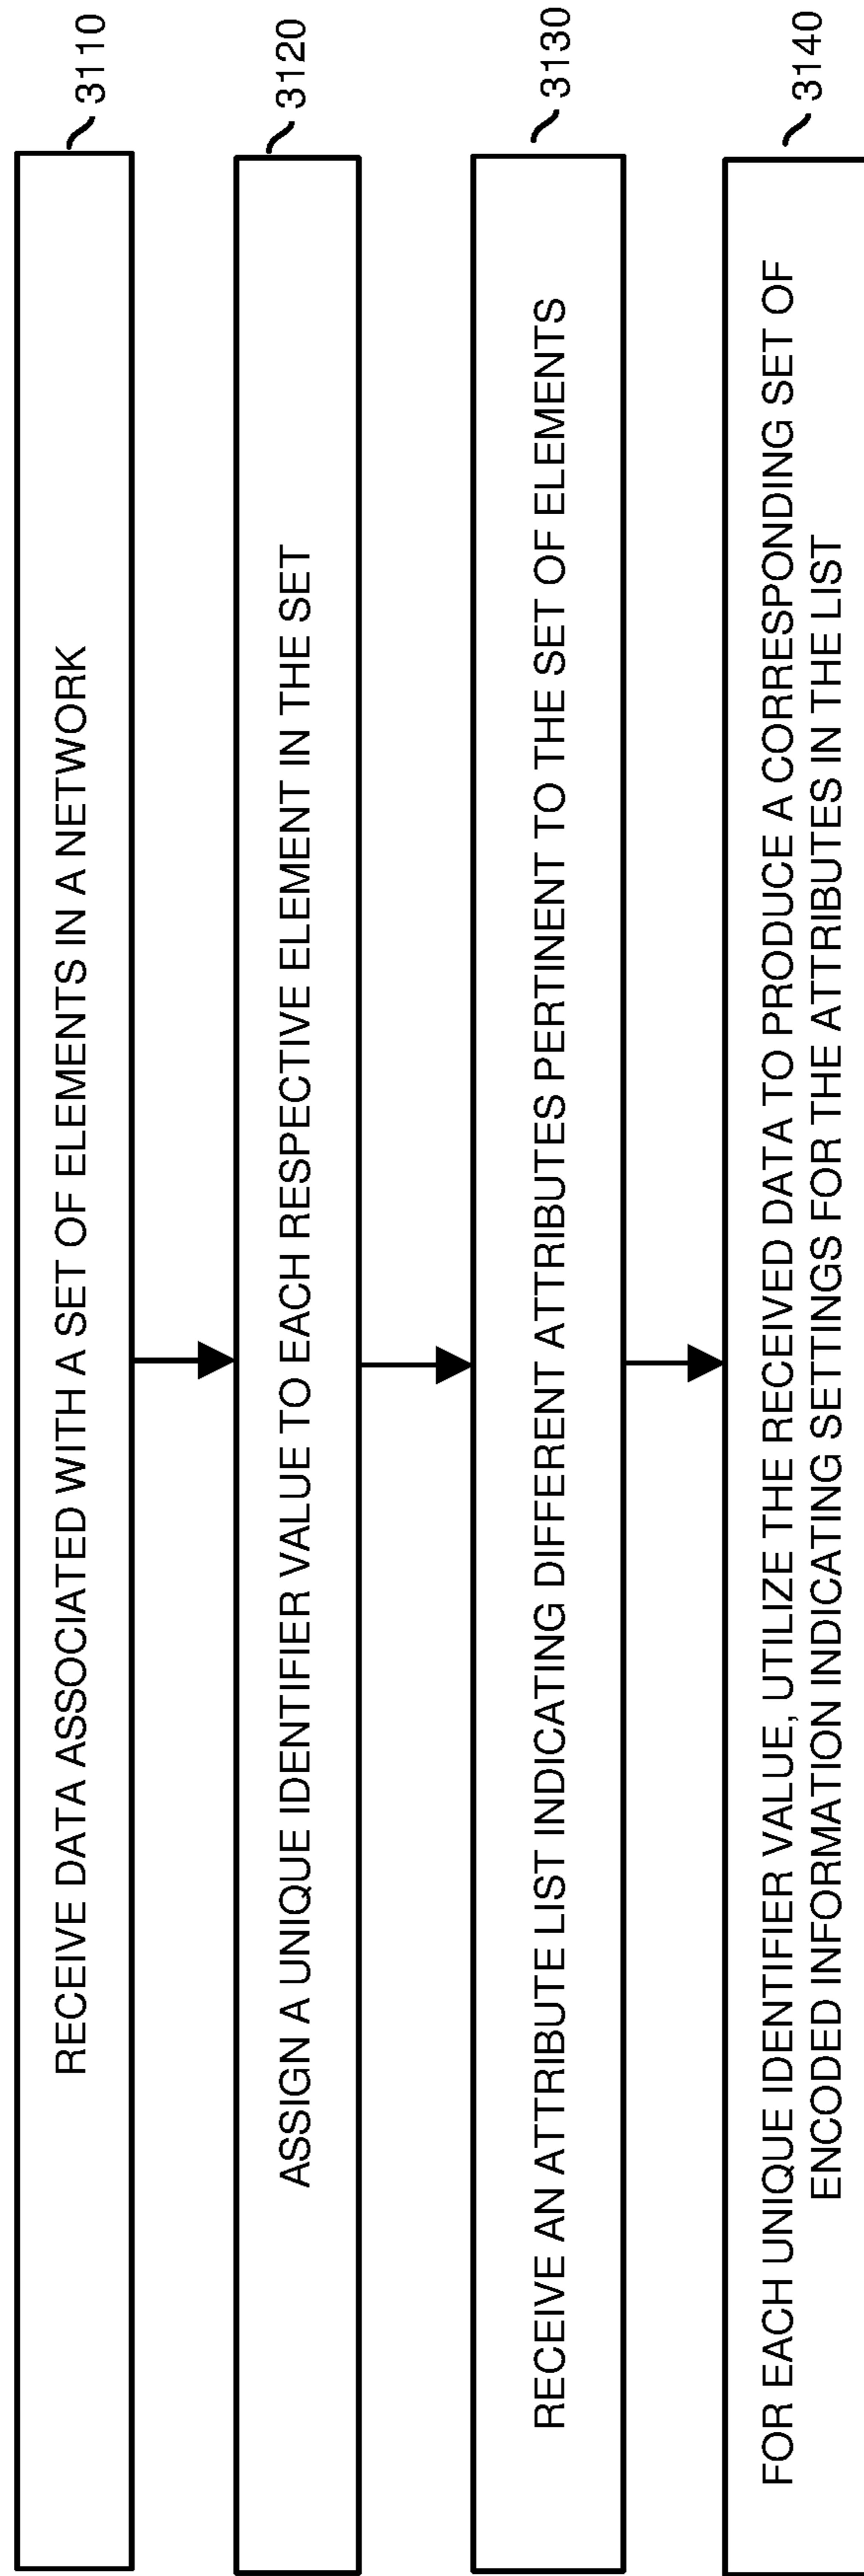 RECEIVE DATA ASSOCIATED WITH A SET OF ELEMENTS IN A NETWORK
3110
ASSIGN A UNIQUE IDENTIFIER VALUE TO EACH RESPECTIVE ELEMENT IN THE SET
3120
RECEIVE AN ATTRIBUTE LIST INDICATING DIFFERENT ATTRIBUTES PERTINENT TO THE SET OF ELEMENTS
3130
FOR EACH UNIQUE IDENTIFIER VALUE, UTILIZE THE RECEIVED DATA TO PRODUCE A CORRESPONDING SET OF
ENCODED INFORMATION INDICATING SETTINGS FOR THE ATTRIBUTES IN THE LIST
3140